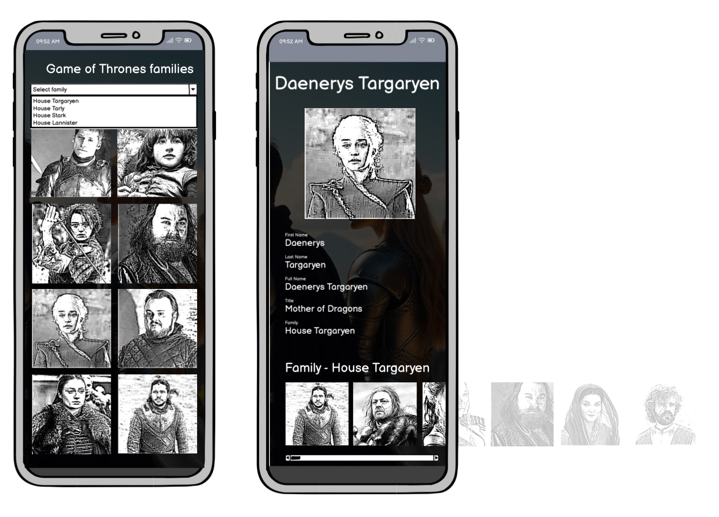 09:52 AM
Game of Thrones families
Select family
House Targaryen
House Tarly
House Stark
House Lannister
09:52 AM
Daenerys Targaryen
First Name
Daenerys
Last Name
Targaryen
Full Name
Daenerys Targaryen
Title
Mother of Dragons
Family
House Targaryen
Family - House Targaryen